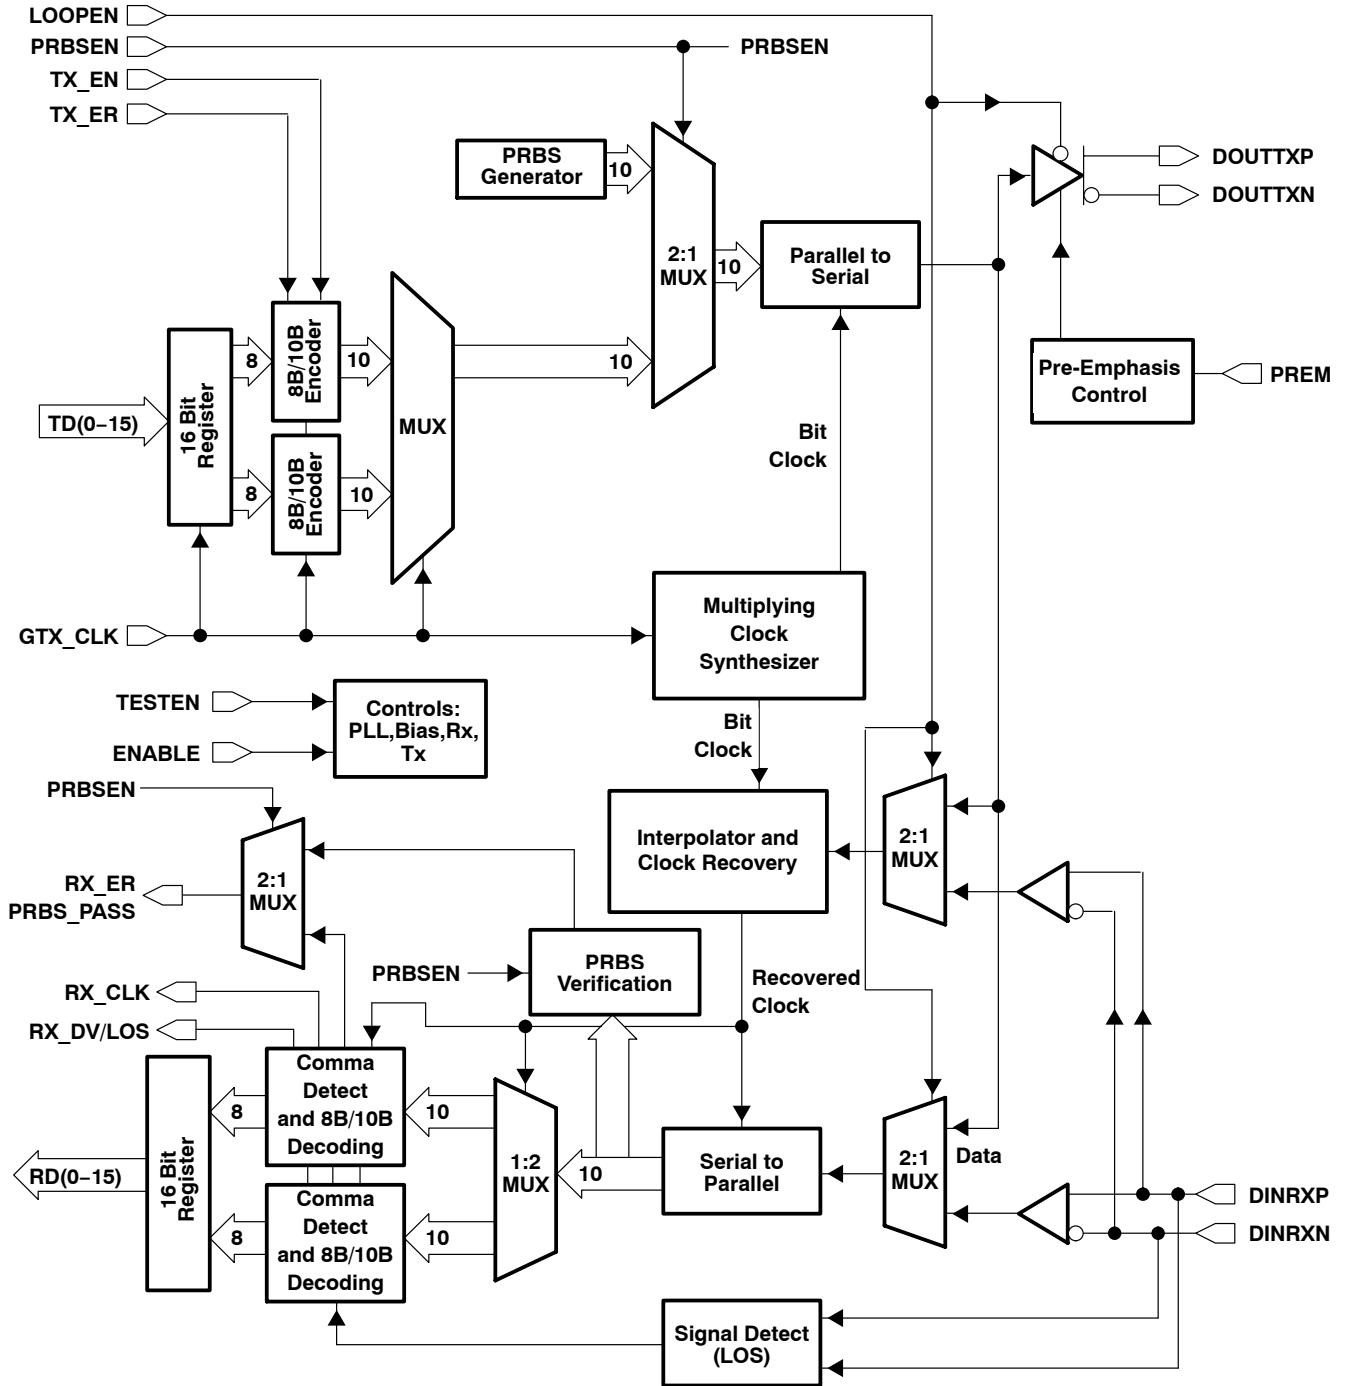 LOOPEN
PRBSEN
PRBSEN
TX_EN
TX_ER
PRBS
Generator
10
2:1
MUX
10
Parallel to
Serial
DOUTTXP
DOUTTXN
TD(0–15)
16 Bit
Register
8
8B/10B
Encoder
10
8
8B/10B
Encoder
10
MUX
10
Pre-Emphasis
Control
PREM
Bit
Clock
GTX_CLK
Multiplying
Clock
Synthesizer
TESTEN
ENABLE
Controls:
PLL,Bias,Rx,
Tx
Bit
Clock
PRBSEN
2:1
MUX
RX_ER
PRBS_PASS
Interpolator and
Clock Recovery
2:1
MUX
PRBSEN
PRBS
Verification
Recovered
Clock
RX_CLK
RX_DV/LOS
Comma
Detect
and 8B/10B
Decoding
8
10
16 Bit
Register
RD(0–15)
1:2
MUX
10
Serial to
Parallel
2:1
MUX
Data
Comma
Detect
and 8B/10B
Decoding
8
10
DINRXP
DINRXN
Signal Detect
(LOS)